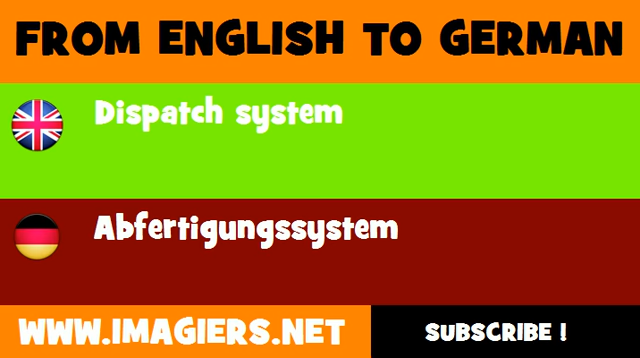 FROM ENGLISH TO GERMAN
Dispatch system
Abfertigungssystem
WWW.IMAGIERS.NET
SUBSCRIBE !